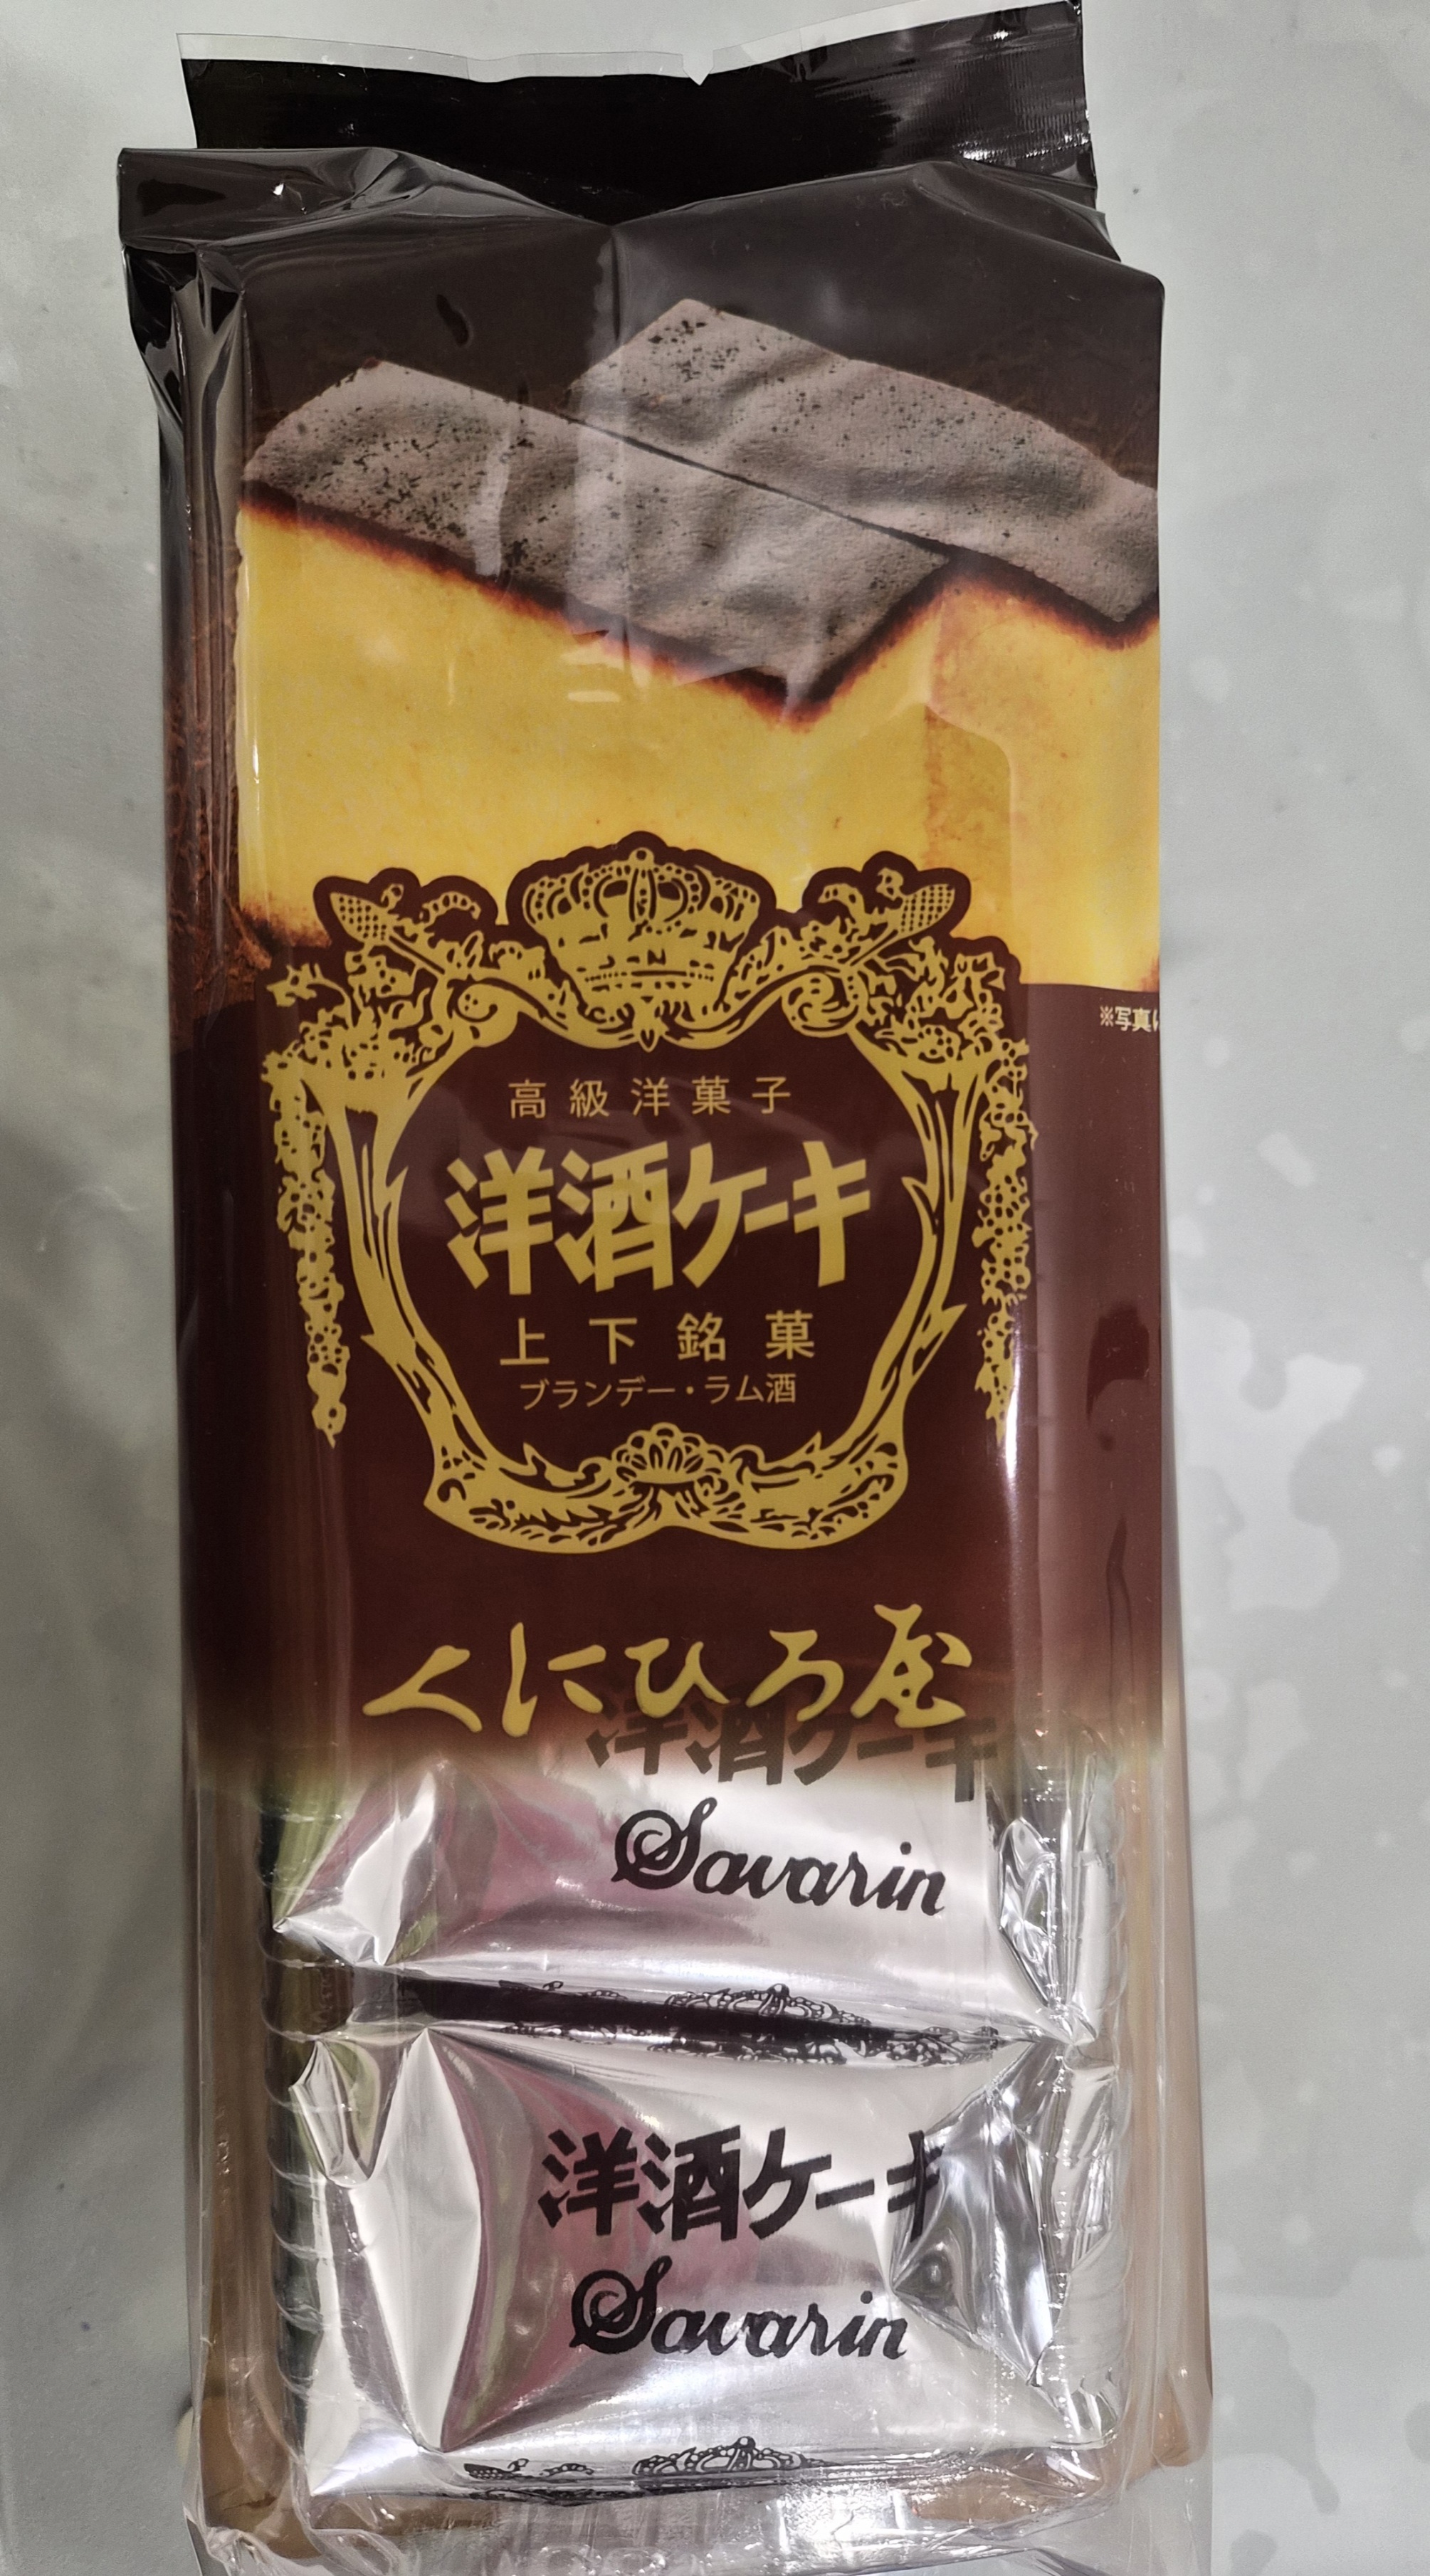 ※写真は
高級洋菓子
洋酒ケーキ
上下銘菓
ブランデー・ラム酒
くにひろ屋
洋酒ケーキ
Savarin
洋酒ケーキ
Savarin